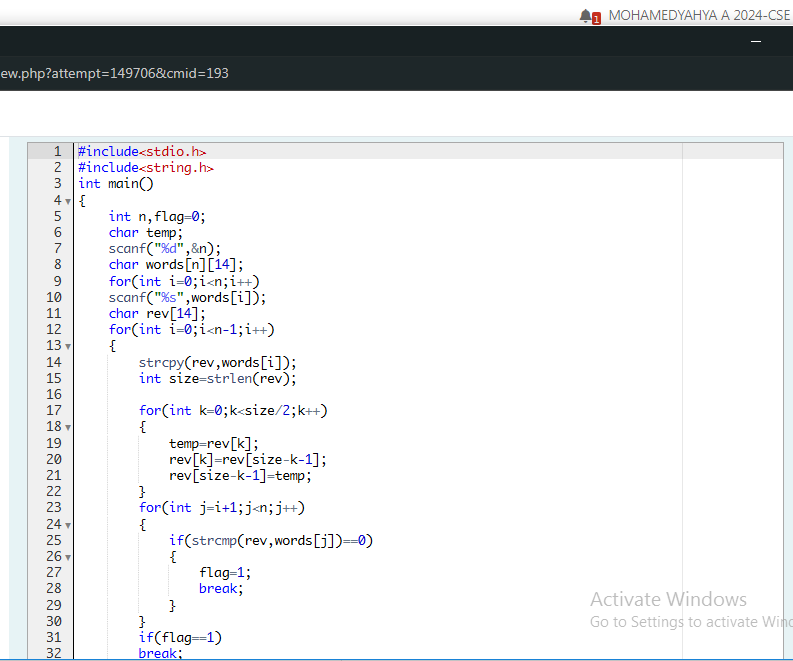 1 MOHAMEDYAHYA A 2024-CSE
ew.php?attempt=149706&cmid=193
1 #include<stdio.h>
2 #include<string.h>
3 int main()
4 {
5     int n,flag=0;
6     char temp;
7     scanf("%d",&n);
8     char words[n][14];
9     for(int i=0;i<n;i++)
10     scanf("%s",words[i]);
11     char rev[14];
12     for(int i=0;i<n-1;i++)
13     {
14         strcpy(rev,words[i]);
15         int size=strlen(rev);
16
17         for(int k=0;k<size/2;k++)
18         {
19             temp=rev[k];
20             rev[k]=rev[size-k-1];
21             rev[size-k-1]=temp;
22         }
23         for(int j=i+1;j<n;j++)
24         {
25             if(strcmp(rev,words[j])==0)
26             {
27                 flag=1;
28                 break;
29             }
30         }
31         if(flag==1)
32         break;
Activate Windows
Go to Settings to activate Winc